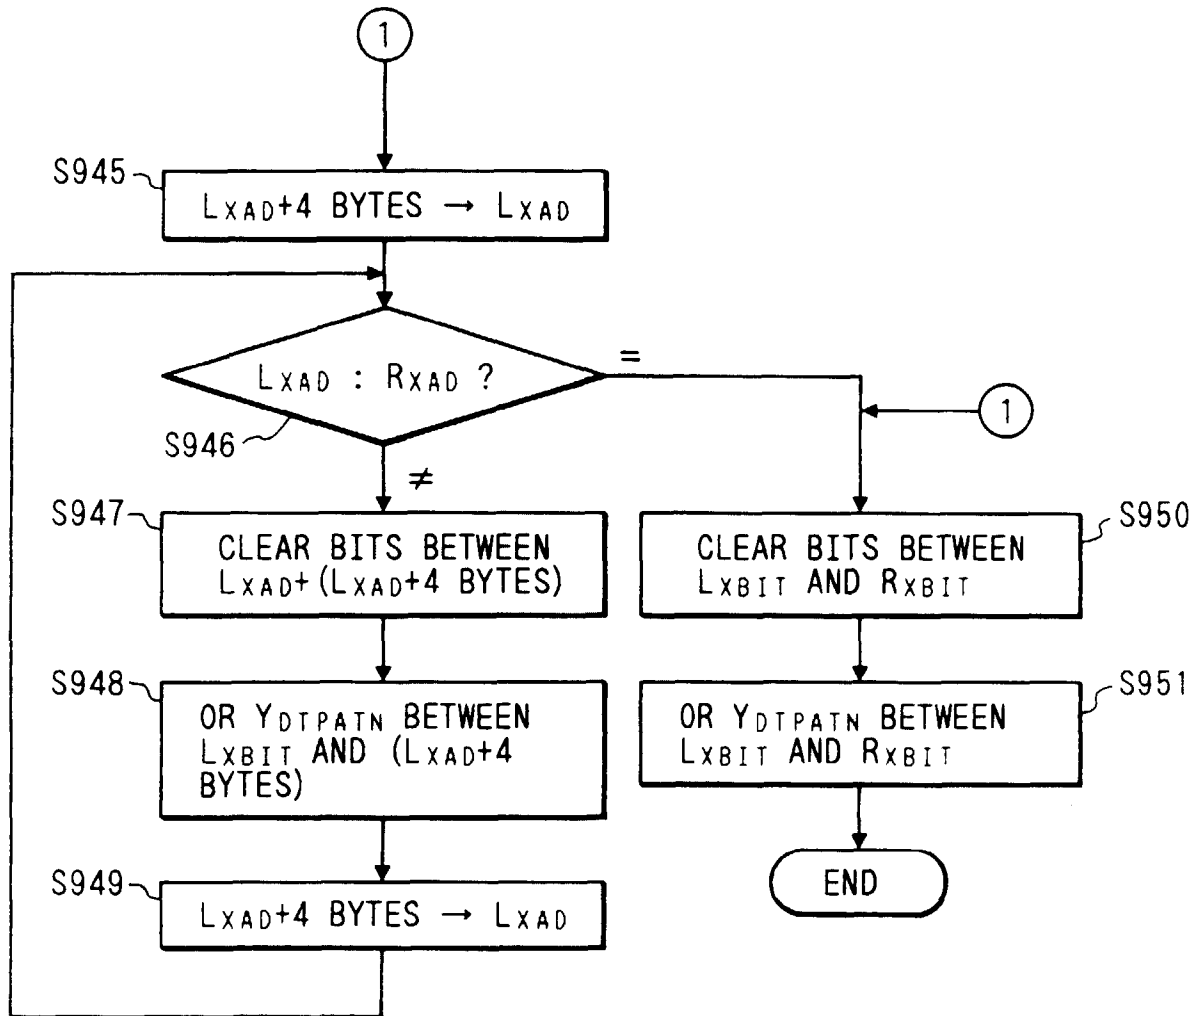 1
S945
LXAD+4 BYTES → LXAD
LXAD : RXAD ?
=
1
S946
≠
S947
CLEAR BITS BETWEEN
LXAD+(LXAD+4 BYTES)
S950
CLEAR BITS BETWEEN
LXBIT AND RXBIT
S948
OR YDTPATN BETWEEN
LXBIT AND (LXAD+4
BYTES)
S951
OR YDTPATN BETWEEN
LXBIT AND RXBIT
S949
LXAD+4 BYTES → LXAD
END